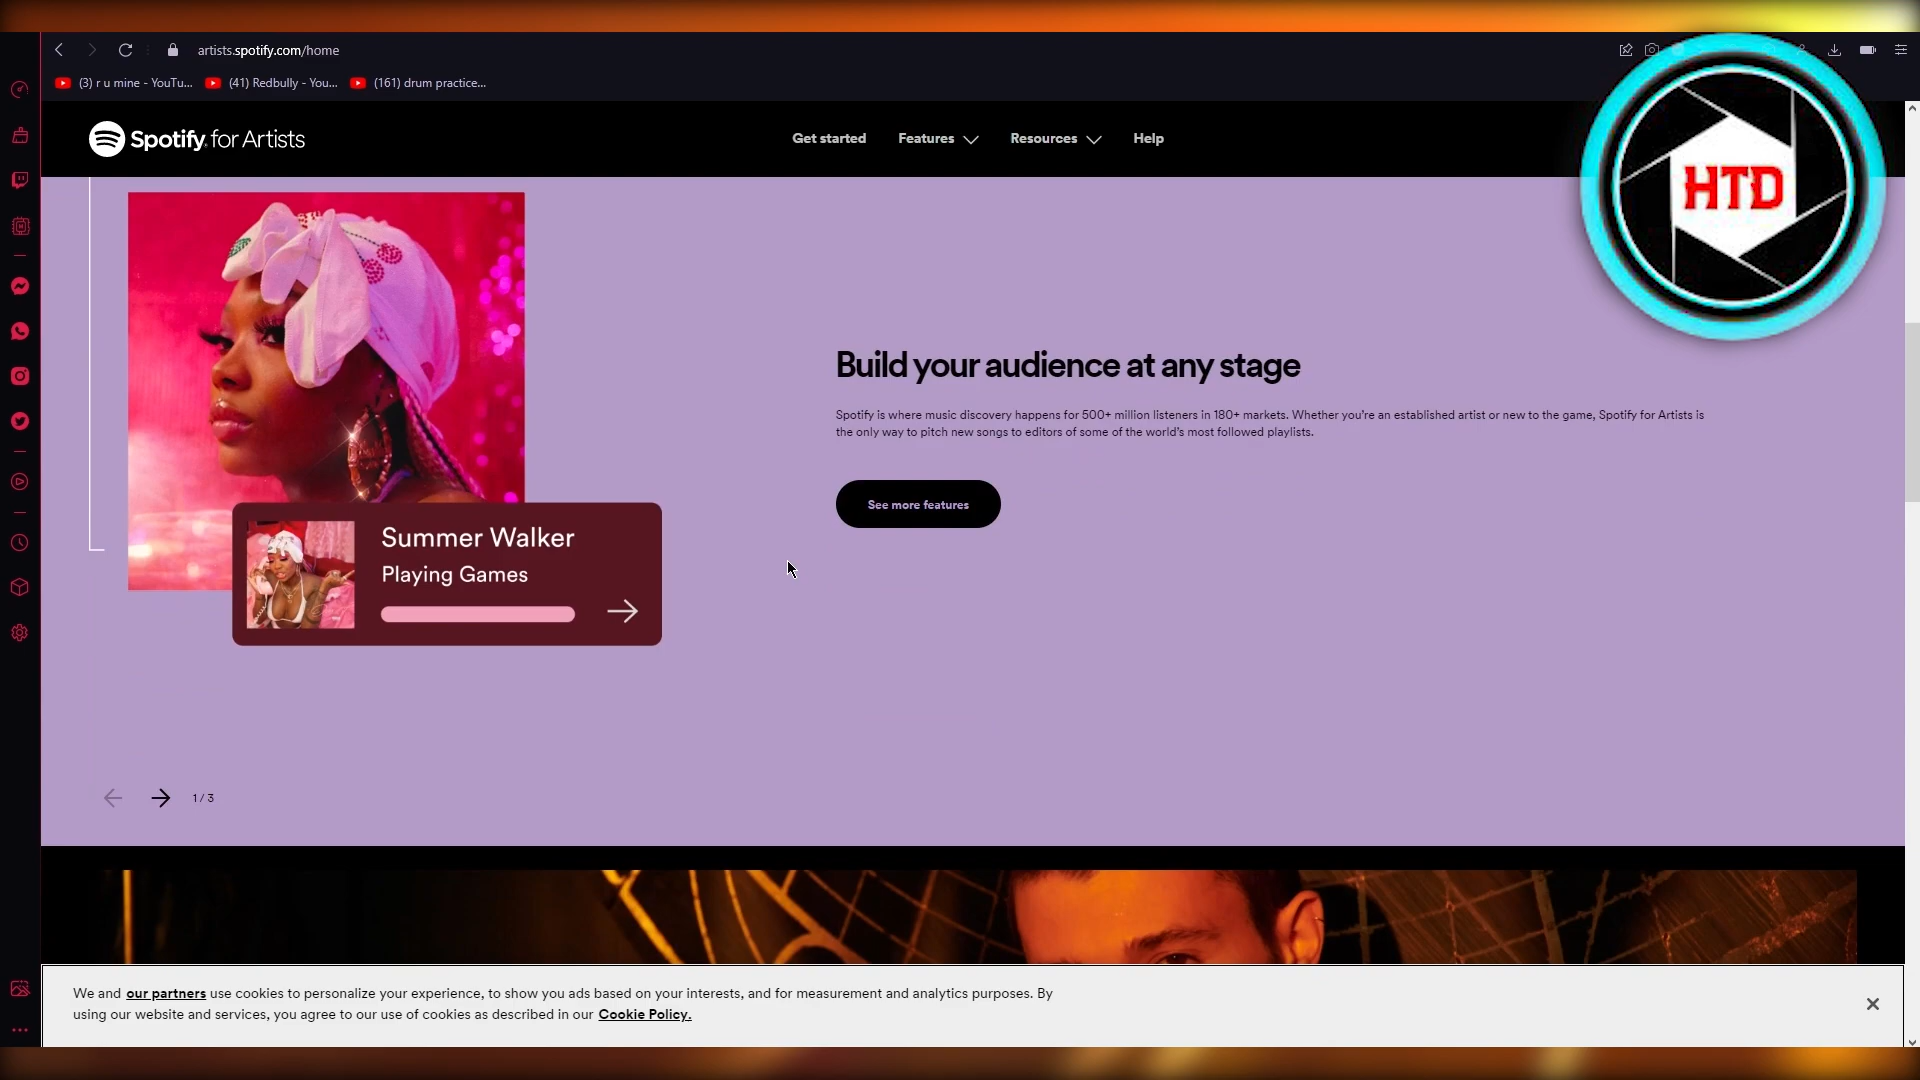 artists.spotify.com/home
(3) r u mine - YouTu...
(41) Redbully - You...
(161) drum practice...
Spotify for Artists
Get started
Features
Resources
Help
HTD
Build your audience at any stage
Spotify is where music discovery happens for 500+ million listeners in 180+ markets. Whether you're an established artist or new to the game, Spotify for Artists is
the only way to pitch new songs to editors of some of the world's most followed playlists.
See more features
Summer Walker
Playing Games
1 / 3
We and our partners use cookies to personalize your experience, to show you ads based on your interests, and for measurement and analytics purposes. By
using our website and services, you agree to our use of cookies as described in our Cookie Policy.